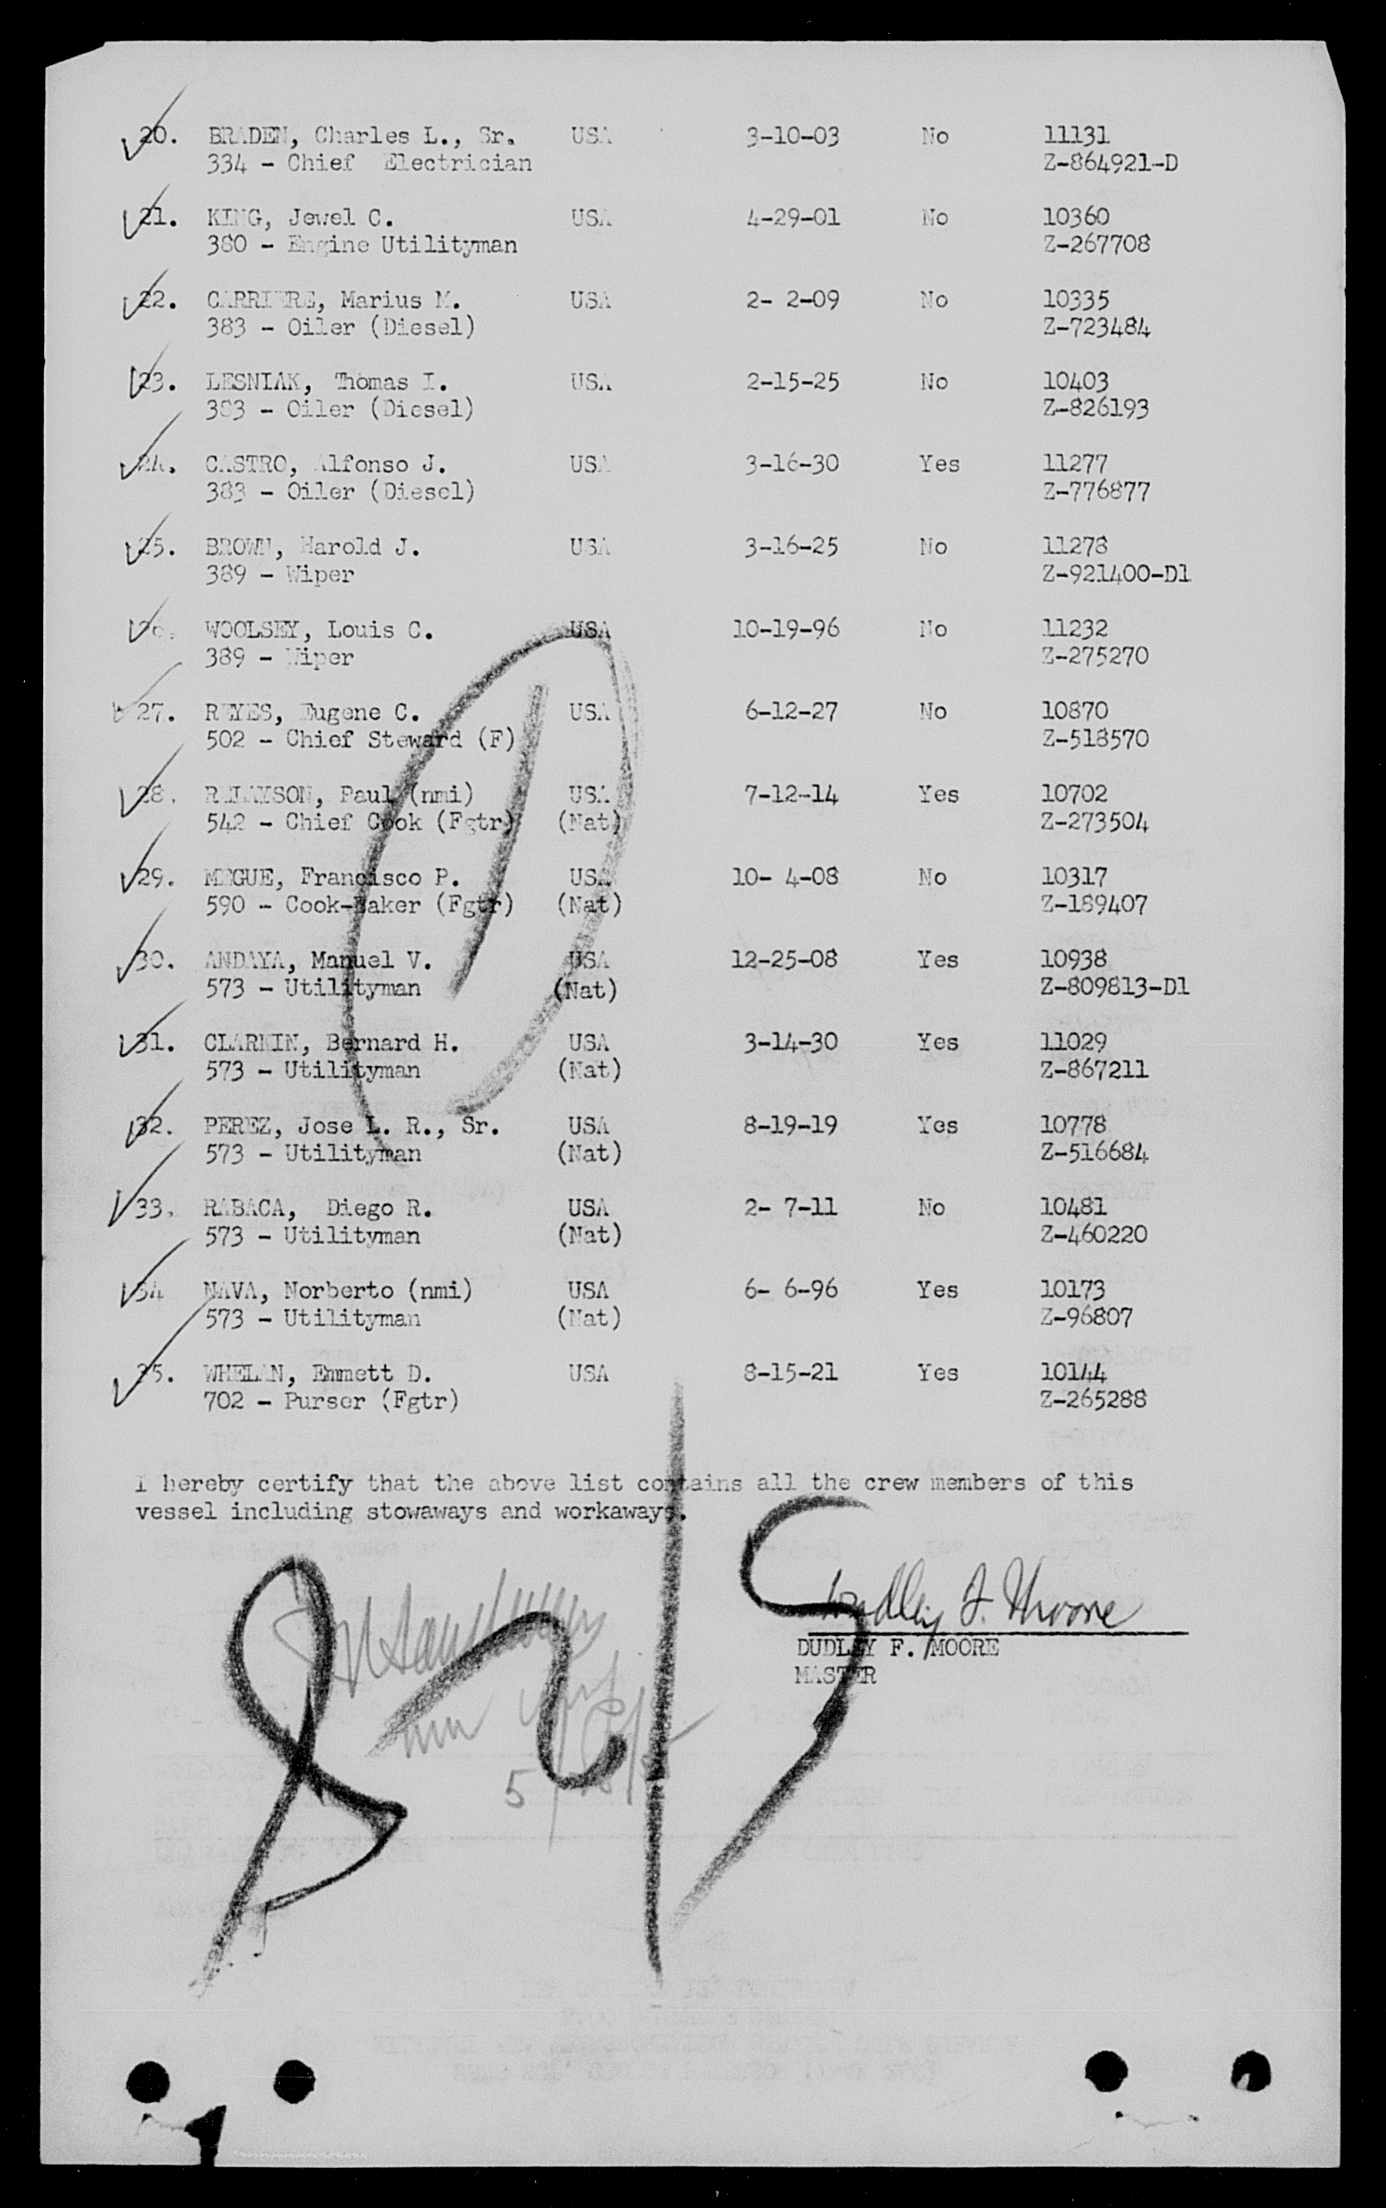 20. BRADEN, Charles L., Sr. USA 3-10-03 No 11131
334 - Chief Electrician Z-864921-D
21. KING, Jewel C. USA 4-29-01 No 10360
380 - Engine Utilityman Z-267708
22. CARRIERE, Marius M. USA 2- 2-09 No 10335
383 - Oiler (Diesel) Z-723484
23. LESNIAK, Thomas I. USA 2-15-25 No 10403
383 - Oiler (Diesel) Z-826193
24. CASTRO, Alfonso J. USA 3-16-30 Yes 11277
383 - Oiler (Diesel) Z-776877
25. BROWN, Harold J. USA 3-16-25 No 11278
389 - Wiper Z-921400-D1
26. WOOLSEY, Louis C. USA 10-19-96 No 11232
389 - Wiper Z-275270
27. REYES, Eugene C. USA 6-12-27 No 10870
502 - Chief Steward (F) Z-518570
28. Paul (nmi) USA 7-12-14 Yes 10702
542 - Chief Cook (Fgtr) (Nat) Z-273504
29. MEGUE, Francisco P. USA 10- 4-08 No 10317
590 - Cook-Baker (Fgtr) (Nat) Z-189407
30. ANDAYA, Manuel V. USA 12-25-08 Yes 10938
573 - Utilityman (Nat) Z-809813-D1
31. CLARKIN, Bernard H. USA 3-14-30 Yes 11029
573 - Utilityman (Nat) Z-867211
32. PEREZ, Jose L. R., Sr. USA 8-19-19 Yes 10778
573 - Utilityman (Nat) Z-516684
33. RABACA, Diego R. USA 2- 7-11 No 10481
573 - Utilityman (Nat) Z-460220
34 NAVA, Norberto (nmi) USA 6- 6-96 Yes 10173
573 - Utilityman (Nat) Z-96807
35. WHELAN, Emmett D. USA 8-15-21 Yes 10144
702 - Purser (Fgtr) Z-265288
I hereby certify that the above list contains all the crew members of this
vessel including stowaways and workaways.
Dudley F. Moore
DUDLEY F. MOORE
MASTER